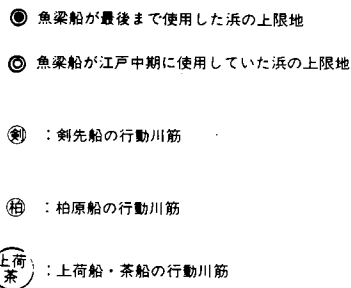 ◉ 魚梁船が最後まで使用した浜の上限地
◎ 魚梁船が江戸中期に使用していた浜の上限地
㊀剣 ：剣先船の行動川筋
柏 ：柏原船の行動川筋
上荷茶 ：上荷船・茶船の行動川筋